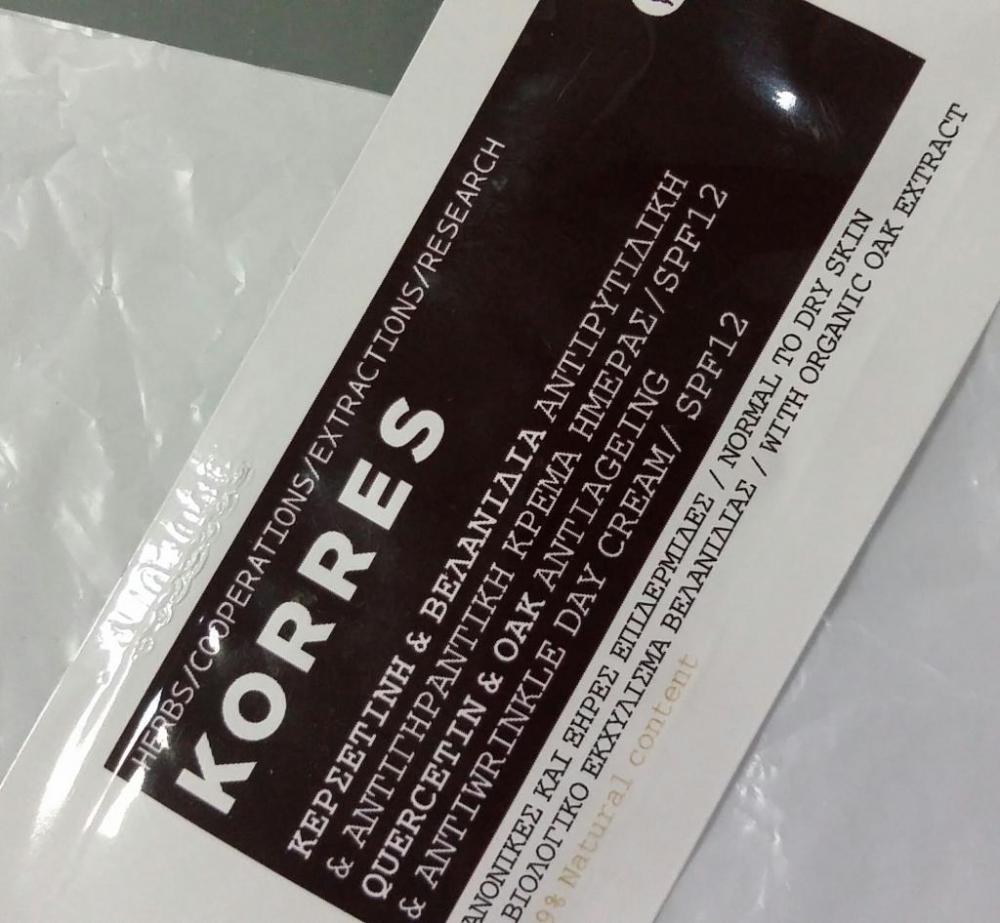 HERBS/COOPERATIONS/EXTRACTIONS/RESEARCH
KORRES
ΚΕΡΣΕΤΙΝΗ & ΒΕΛΑΝΙΔΙΑ ΑΝΤΙΡΥΤΙΔΙΚΗ
& ΑΝΤΙΓΗΡΑΝΤΙΚΗ ΚΡΕΜΑ ΗΜΕΡΑΣ/SPF12
QUERCETIN & OAK ANTIAGEING
& ANTIWRINKLE DAY CREAM/ SPF12
ΑΝΟΝΙΚΕΣ ΚΑΙ ΞΗΡΕΣ ΕΠΙΔΕΡΜΙΔΕΣ / NORMAL TO DRY SKIN
ΒΙΟΛΟΓΙΚΟ ΕΚΧΥΛΙΣΜΑ ΒΕΛΑΝΙΔΙΑΣ / WITH ORGANIC OAK EXTRACT
Natural content